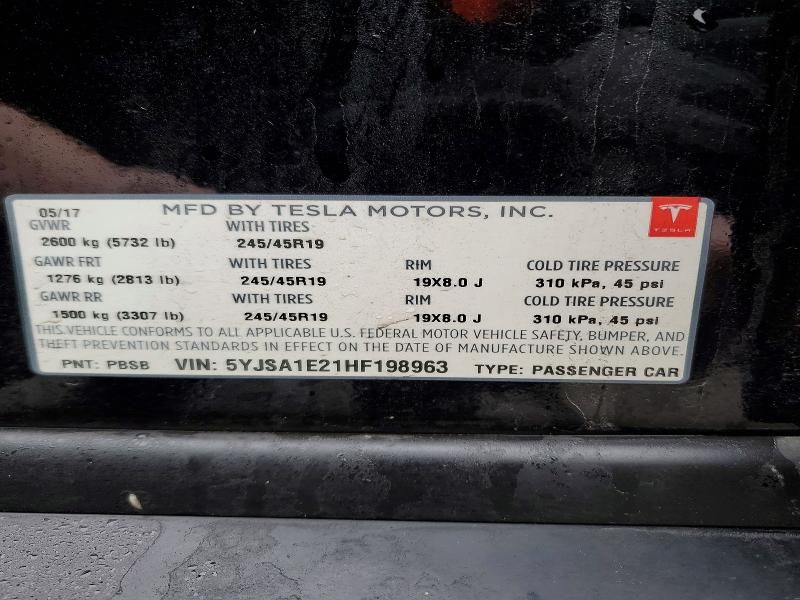 05/17 MFD BY TESLA MOTORS, INC.
GVWR WITH TIRES
2600 kg (5732 lb) 245/45R19
GAWR FRT WITH TIRES RIM COLD TIRE PRESSURE
1276 kg (2813 lb) 245/45R19 19X8.0 J 310 kPa, 45 psi
GAWR RR WITH TIRES RIM COLD TIRE PRESSURE
1500 kg (3307 lb) 245/45R19 19X8.0 J 310 kPa, 45 psi
THIS VEHICLE CONFORMS TO ALL APPLICABLE U.S. FEDERAL MOTOR VEHICLE SAFETY, BUMPER, AND
THEFT PREVENTION STANDARDS IN EFFECT ON THE DATE OF MANUFACTURE SHOWN ABOVE.
PNT: PBSB VIN: 5YJSA1E21HF198963 TYPE: PASSENGER CAR
TESLA